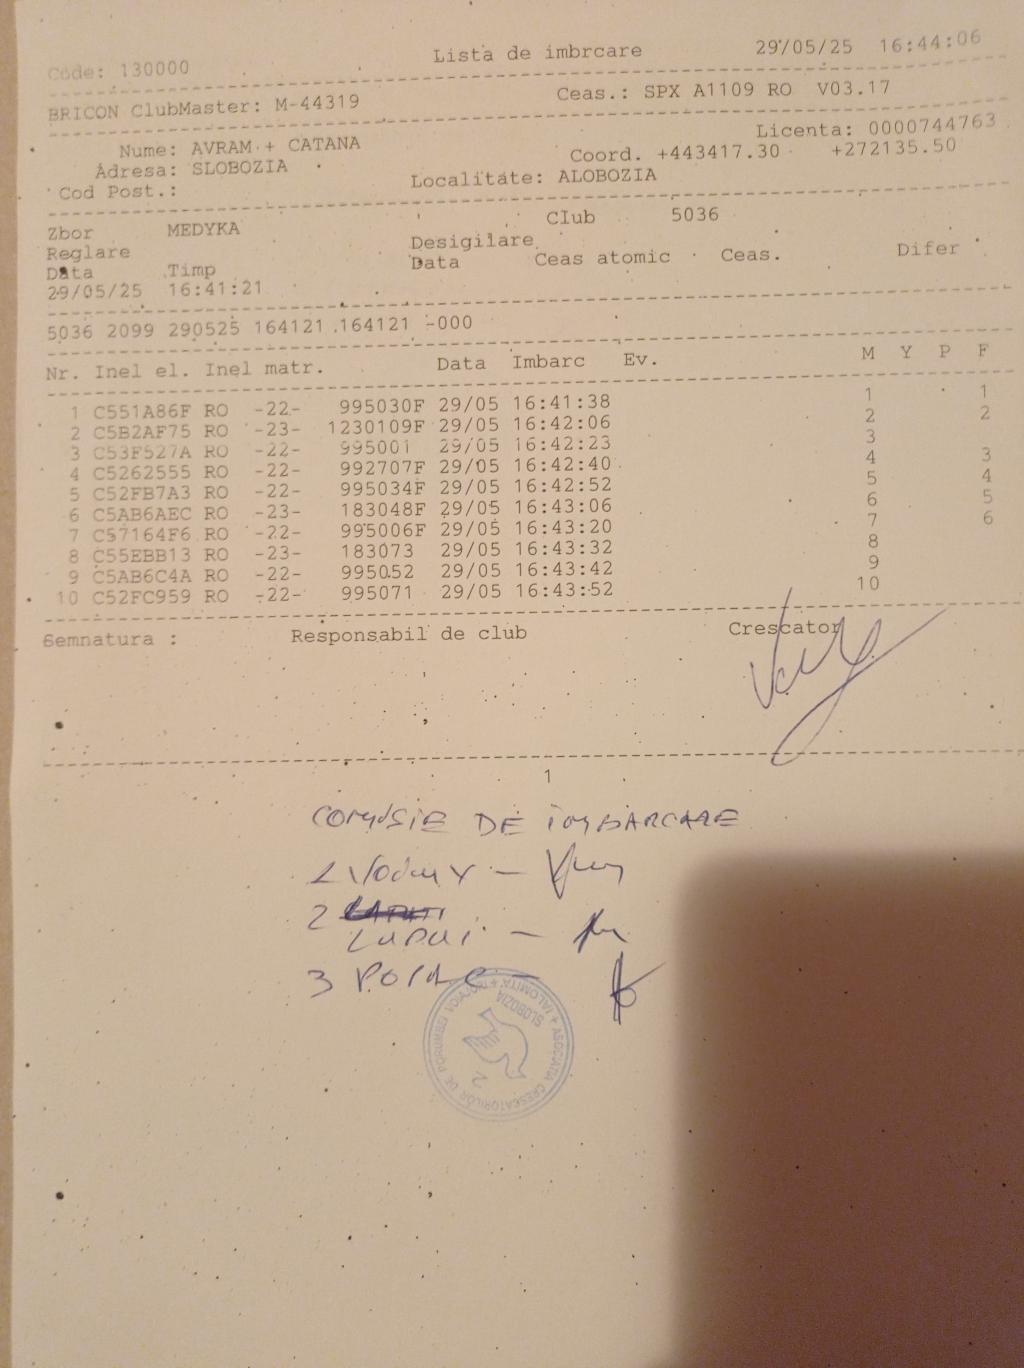 Code: 130000 Lista de imbrcare 29/05/25 16:44:06
BRICON ClubMaster: M-44319 Ceas.: SPX A1109 RO V03.17
Nume: AVRAM + CATANA Licenta: 0000744763
Adresa: SLOBOZIA Coord. +443417.30 +272135.50
Cod Post.: Localitate: ALOBOZIA
Zbor MEDYKA Club 5036
Reglare Desigilare
Data Timp Data Ceas atomic Ceas. Difer
29/05/25 16:41:21
5036 2099 290525 164121 164121 -000
Nr. Inel el. Inel matr. Data Imbarc Ev. M Y P F
1 C551A86F RO -22- 995030F 29/05 16:41:38 1 1
2 C5B2AF75 RO -23- 1230109F 29/05 16:42:06 2 2
3 C53F527A RO -22- 995001 29/05 16:42:23 3
4 C5262555 RO -22- 992707F 29/05 16:42:40 4 3
5 C52FB7A3 RO -22- 995034F 29/05 16:42:52 5 4
6 C5AB6AEC RO -23- 183048F 29/05 16:43:06 6 5
7 C57164F6 RO -22- 995006F 29/05 16:43:20 7 6
8 C55EBB13 RO -23- 183073 29/05 16:43:32 8
9 C5AB6C4A RO -22- 995052 29/05 16:43:42 9
10 C52FC959 RO -22- 995071 29/05 16:43:52 10
Semnatura : Responsabil de club Crescator
1
COMISIE DE IMBARCARE
1
2
LUPUI -
3
ASOCIATIA CRESCATORILOR DE PORUMBEI VOIAJORI + IALOMITA +
SLOBOZIA
2